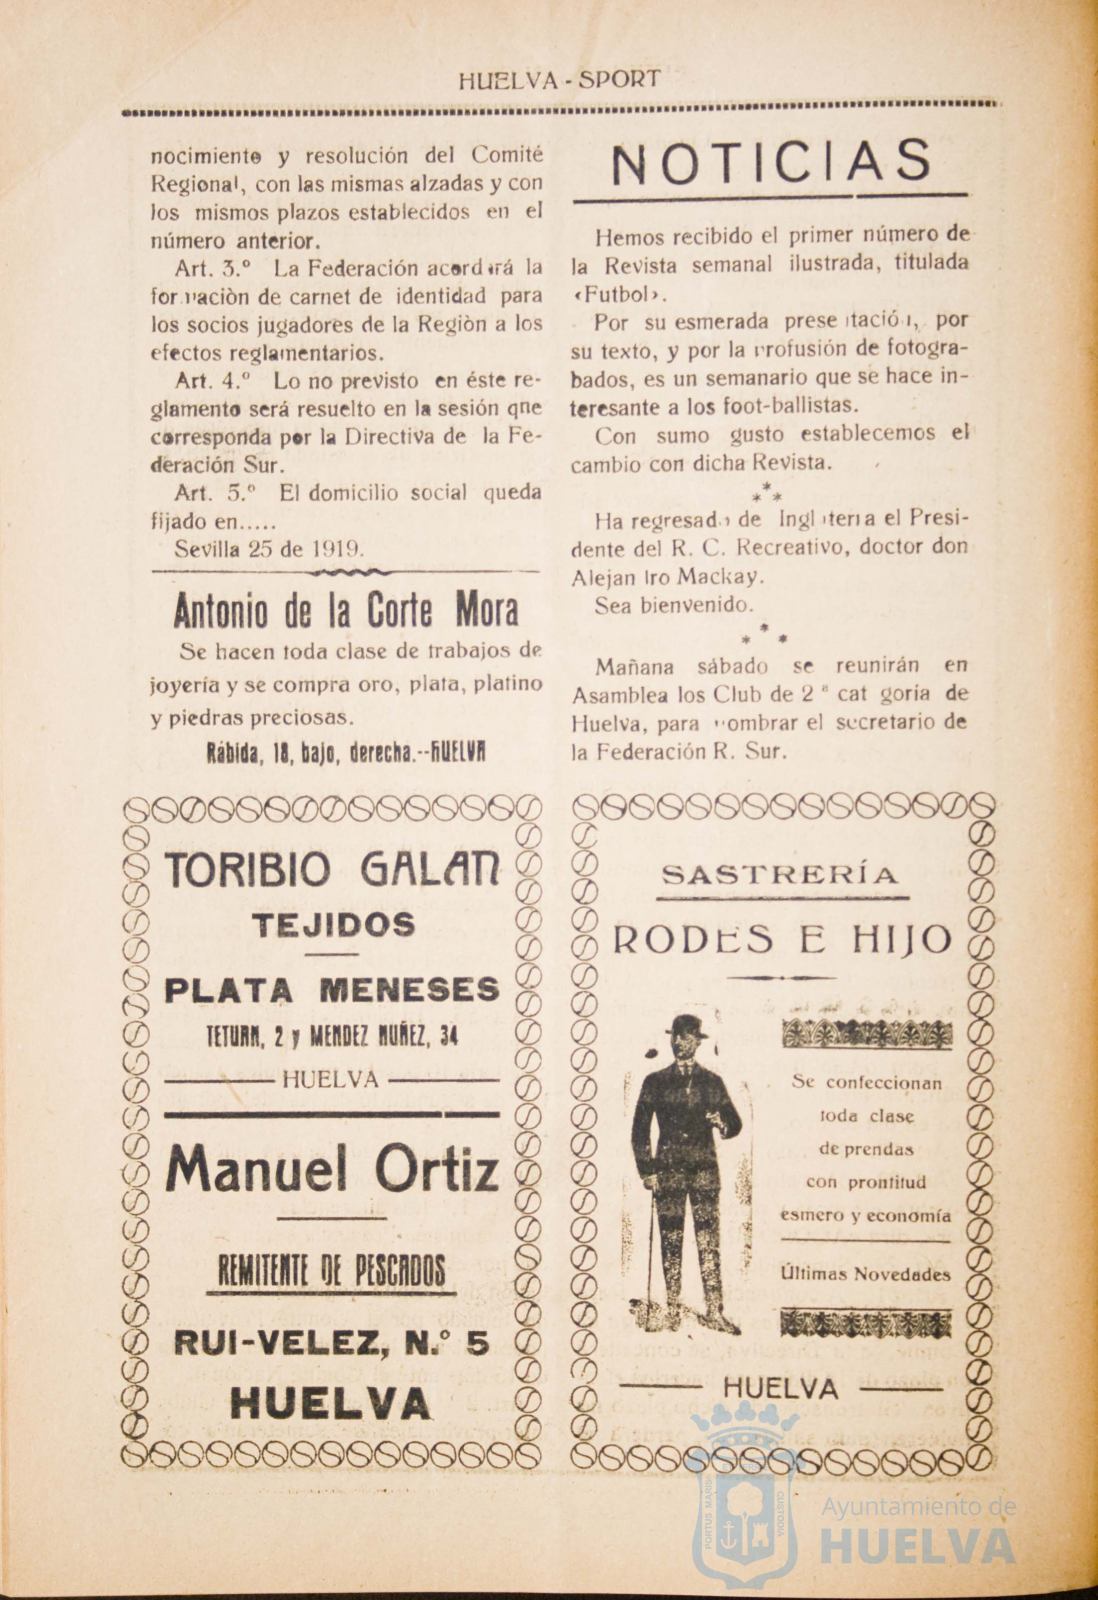 HUELVA - SPORT
nocimiento y resolución del Comité
Regional, con las mismas alzadas y con
los mismos plazos establecidos en el
número anterior.
Art. 3.º La Federación acordará la
formaciòn de carnet de identidad para
los socios jugadores de la Regiòn a los
efectos reglamentarios.
Art. 4.º Lo no previsto en éste re-
glamento será resuelto en la sesión qne
corresponda por la Directiva de la Fe-
deración Sur.
Art. 5.º El domicilio social queda
fijado en.....
Sevilla 25 de 1919.
Antonio de la Corte Mora
Se hacen toda clase de trabajos de
joyería y se compra oro, plata, platino
y piedras preciosas.
Rábida, 18, bajo, derecha.--HUELVA
TORIBIO GALAN
TEJIDOS
PLATA MENESES
TETUAN, 2 y MENDEZ NUÑEZ, 34
HUELVA
Manuel Ortiz
REMITENTE DE PESCADOS
RUI-VELEZ, N.º 5
HUELVA
NOTICIAS
Hemos recibido el primer número de
la Revista semanal ilustrada, titulada
‹Futbol›.
Por su esmerada presentación, por
su texto, y por la profusión de fotogra-
bados, es un semanario que se hace in-
teresante a los foot-ballistas.
Con sumo gusto establecemos el
cambio con dicha Revista.
* * *
Ha regresado de Inglaterra el Presi-
dente del R. C. Recreativo, doctor don
Alejandro Mackay.
Sea bienvenido.
* * *
Mañana sábado se reunirán en
Asamblea los Club de 2 ª cat goria de
Huelva, para nombrar el secretario de
la Federación R. Sur.
SASTRERÍA
RODES E HIJO
Se confeccionan
toda clase
de prendas
con prontitud
esmero y economía
Últimas Novedades
HUELVA
PORTUS MARIS
CUSTODIA
Ayuntamiento de
HUELVA